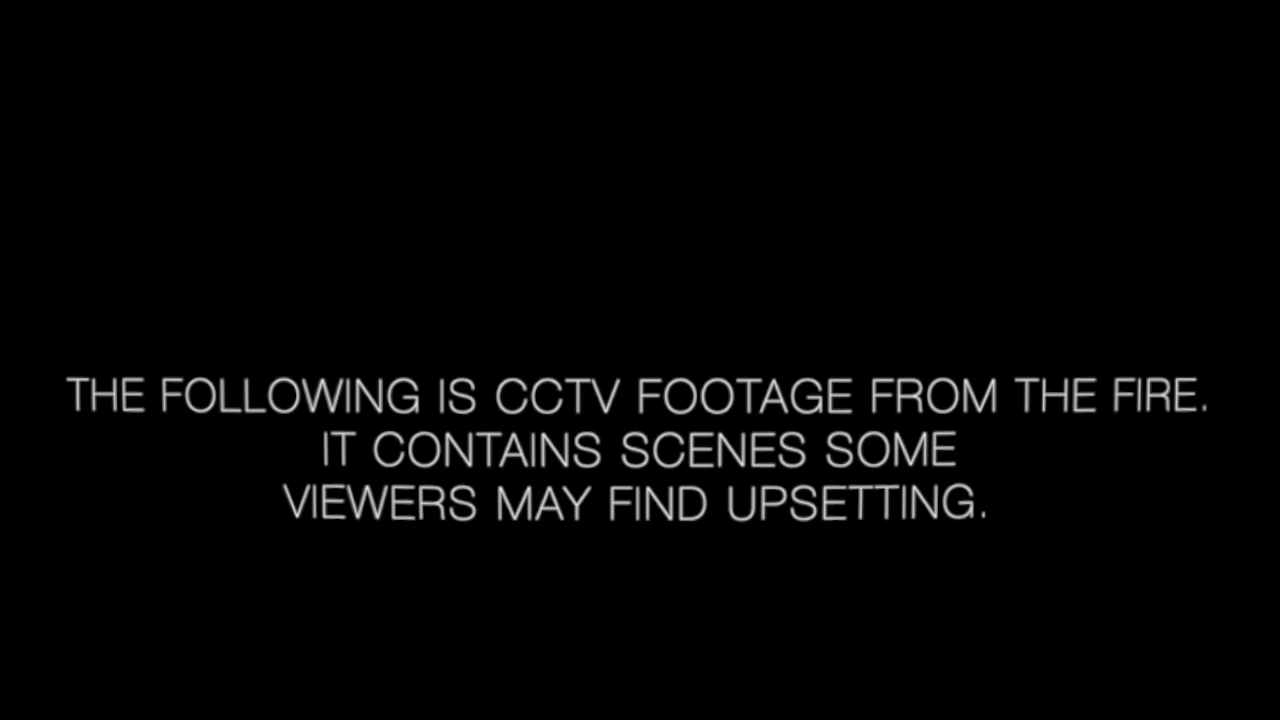 THE FOLLOWING IS CCTV FOOTAGE FROM THE FIRE.
IT CONTAINS SCENES SOME
VIEWERS MAY FIND UPSETTING.